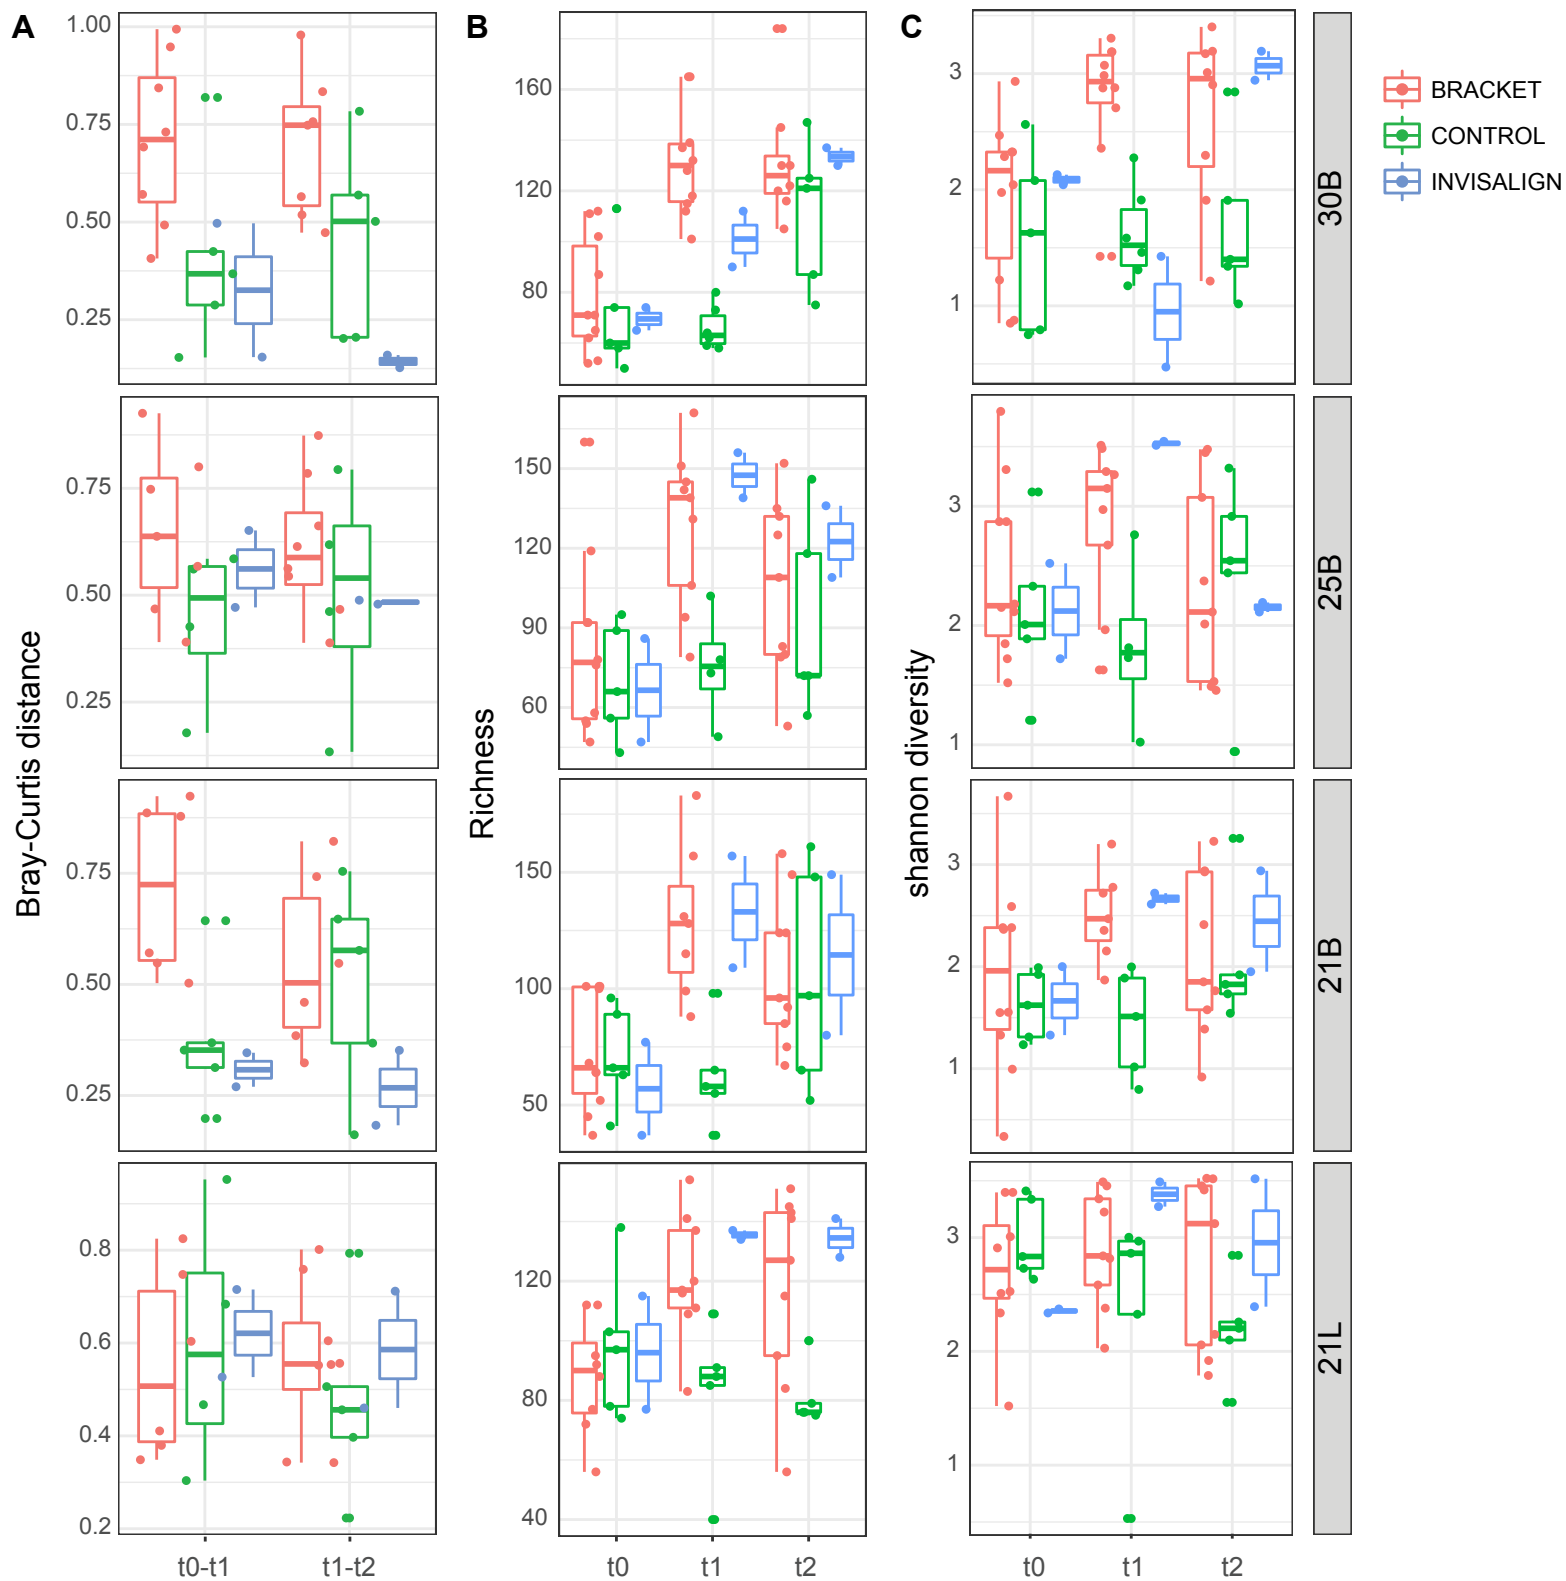 A
B
C
1.00
0.75
0.50
0.25
160
120
80
3
2
1
30B
BRACKET
CONTROL
INVISALIGN
0.75
0.50
0.25
150
120
90
60
3
2
1
25B
Bray-Curtis distance
Richness
shannon diversity
0.75
0.50
0.25
150
100
50
3
2
1
21B
0.8
0.6
0.4
0.2
120
80
40
3
2
1
21L
t0-t1
t1-t2
t0
t1
t2
t0
t1
t2